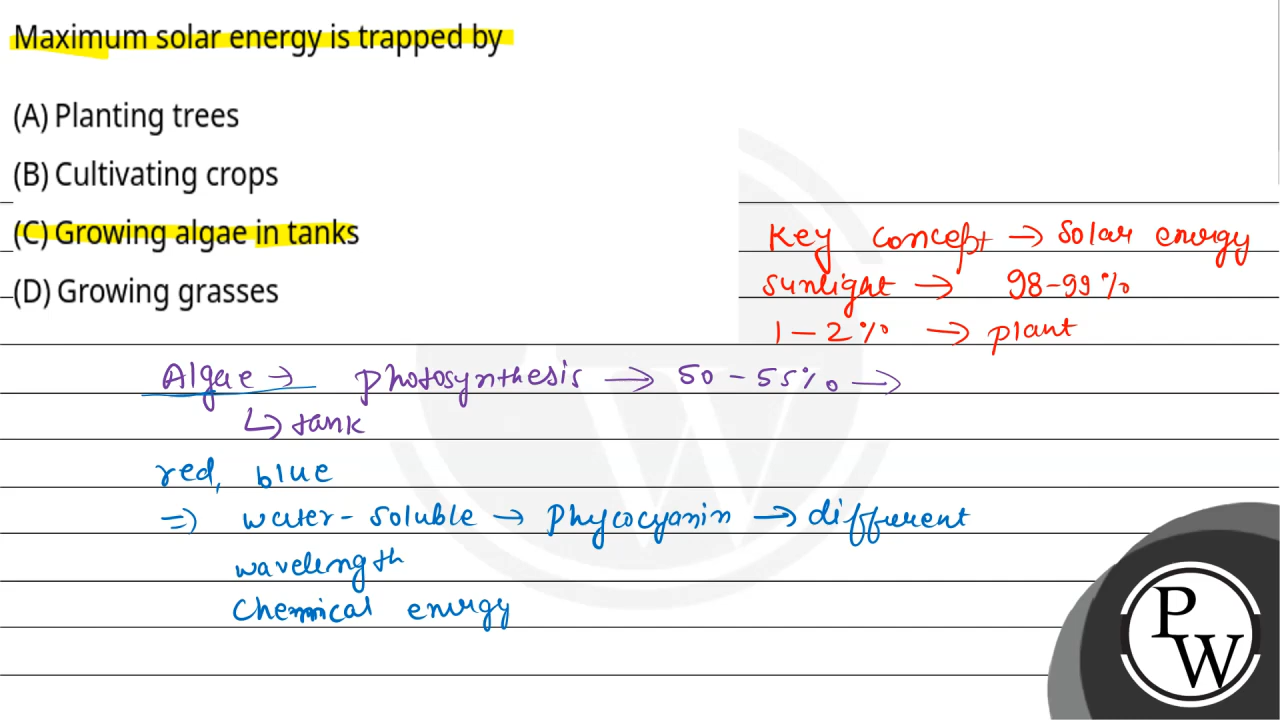 Maximum solar energy is trapped by
(A) Planting trees
(B) Cultivating crops
(C) Growing algae in tanks
(D) Growing grasses
Key concept → solar energy
sunlight → 98-99%
1-2% → plant
Algae → photosynthesis → 50-55% →
↳ tank
red, blue
⇒ water-soluble → Phycocyanin → different
wavelength
Chemical energy
P
W